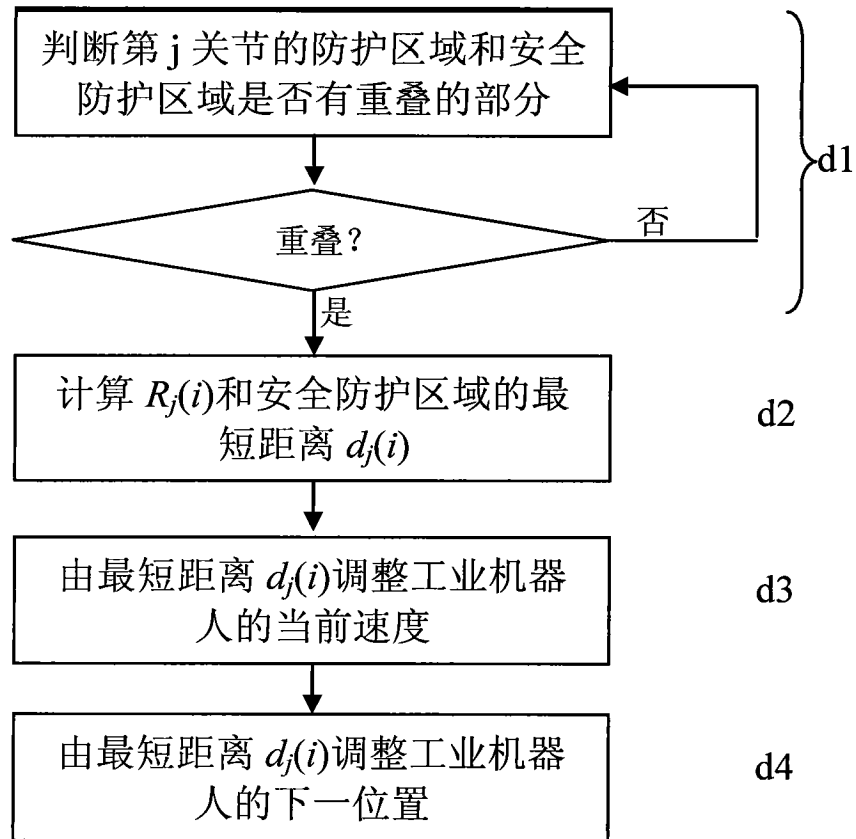 判断第 j 关节的防护区域和安全
防护区域是否有重叠的部分
d1
重叠?
否
是
计算 Rj(i)和安全防护区域的最
短距离 dj(i)
d2
由最短距离 dj(i)调整工业机器
人的当前速度
d3
由最短距离 dj(i)调整工业机器
人的下一位置
d4